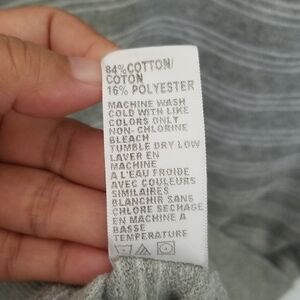 84% COTTON/
COTON
16% POLYESTER
MACHINE WASH
COLD WITH LIKE
COLORS ONLY
NON- CHLORINE
BLEACH
TUMBLE DRY LOW
LAVER EN
MACHINE
A L'EAU FROIDE
AVEC COULEURS
SIMILAIRES
BLANCHIR SANS
CHLORE SECHAGE
EN MACHINE A
BASSE
TEMPERATURE